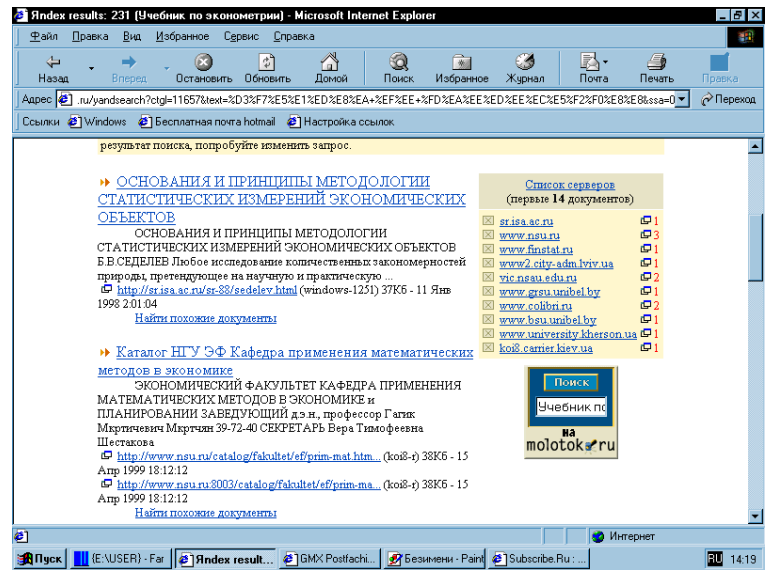 Яndex results: 231 (Учебник по эконометрии) - Microsoft Internet Explorer
Файл Правка Вид Избранное Сервис Справка
Назад Вперед Остановить Обновить Домой Поиск Избранное Журнал Почта Печать Правка
Адрес .ru/yandsearch?ctgl=11657&text=%D3%F7%E5%E1%ED%E8%EA+%EF%EE+%FD%EA%EE%ED%EE%EC%E5%F2%F0%E8%E8&ssa=0 Переход
Ссылки Windows Бесплатная почта hotmail Настройка ссылок
результат поиска, попробуйте изменить запрос.
ОСНОВАНИЯ И ПРИНЦИПЫ МЕТОДОЛОГИИ
СТАТИСТИЧЕСКИХ ИЗМЕРЕНИЙ ЭКОНОМИЧЕСКИХ
ОБЪЕКТОВ
ОСНОВАНИЯ И ПРИНЦИПЫ МЕТОДОЛОГИИ
СТАТИСТИЧЕСКИХ ИЗМЕРЕНИЙ ЭКОНОМИЧЕСКИХ ОБЪЕКТОВ
Б.В.СЕДЕЛЕВ Любое исследование количественных закономерностей
природы, претендующее на научную и практическую ...
http://sr.isa.ac.ru/sr-88/sedelev.html (windows-1251) 37Кб - 11 Янв
1998 2:01:04
Найти похожие документы
Каталог НГУ ЭФ Кафедра применения математических
методов в экономике
ЭКОНОМИЧЕСКИЙ ФАКУЛЬТЕТ КАФЕДРА ПРИМЕНЕНИЯ
МАТЕМАТИЧЕСКИХ МЕТОДОВ В ЭКОНОМИКЕ и
ПЛАНИРОВАНИИ ЗАВЕДУЮЩИЙ д.э.н., профессор Гагик
Мкртичевич Мкртчян 39-72-40 СЕКРЕТАРЬ Вера Тимофеевна
Шестакова
http://www.nsu.ru/catalog/fakultet/ef/prim-mat.htm... (koi8-r) 38Кб - 15
Апр 1999 18:12:12
http://www.nsu.ru:8003/catalog/fakultet/ef/prim-ma... (koi8-r) 38Кб - 15
Апр 1999 18:12:12
Найти похожие документы
Список серверов
(первые 14 документов)
sr.isa.ac.ru 1
www.nsu.ru 3
www.finstat.ru 1
www2.city-adm.lviv.ua 1
vic.nsau.edu.ru 2
www.grsu.unibel.by 1
www.colibri.ru 2
www.bsu.unibel.by 1
www.university.kherson.ua 1
koi8.carrier.kiev.ua 1
Поиск
Учебник по
на
molotok.ru
Интернет
Пуск {E:\USER} - Far Яndex result... GMX Postfachi... Безимени - Paint Subscribe.Ru : ... RU 14:19